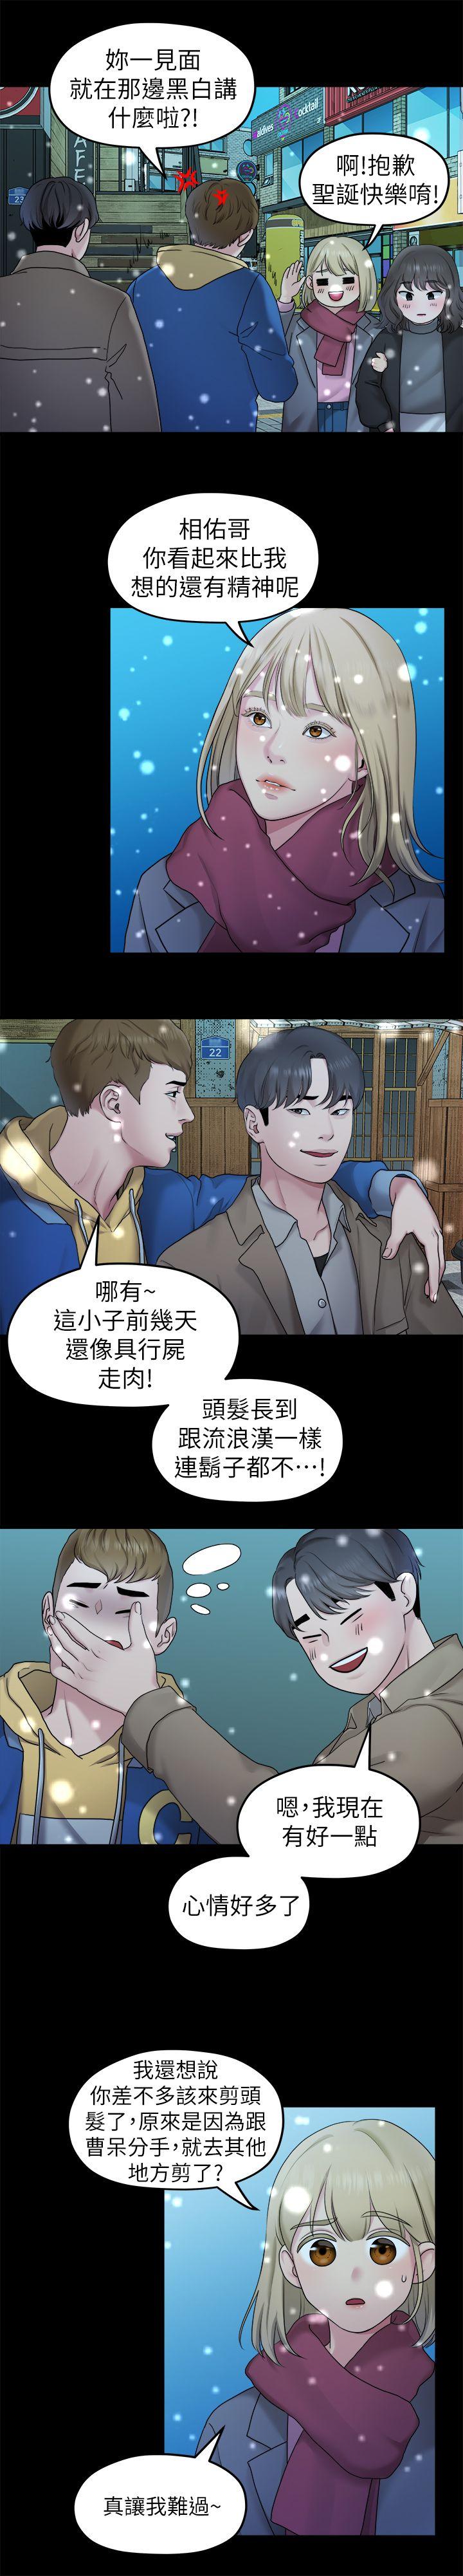 妳一見面
就在那邊黑白講
什麼啦?!
AFE
23
aldives
ocktail
啊!抱歉
聖誕快樂唷!
相佑哥
你看起來比我
想的還有精神呢
22
哪有~
這小子前幾天
還像具行屍
走肉!
頭髮長到
跟流浪漢一樣
連鬍子都不…!
嗯,我現在
有好一點
心情好多了
我還想說
你差不多該來剪頭
髮了,原來是因為跟
曹呆分手,就去其他
地方剪了?
真讓我難過~